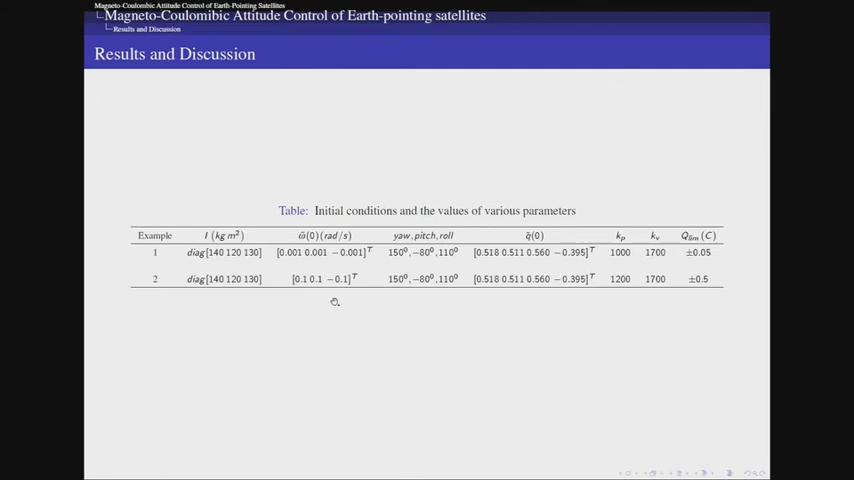 Magneto-Coulombic Attitude Control of Earth-Pointing Satellites
Magneto-Coulombic Attitude Control of Earth-pointing satellites
Results and Discussion
Results and Discussion
Table: Initial conditions and the values of various parameters
Example I (kg m²) ω̄(0)(rad/s) yaw, pitch, roll q̄(0) kₚ kᵥ Qₗᵢₘ(C)
1 diag[140 120 130] [0.001 0.001 −0.001]ᵀ 150⁰, −80⁰, 110⁰ [0.518 0.511 0.560 −0.395]ᵀ 1000 1700 ±0.05
2 diag[140 120 130] [0.1 0.1 −0.1]ᵀ 150⁰, −80⁰, 110⁰ [0.518 0.511 0.560 −0.395]ᵀ 1200 1700 ±0.5